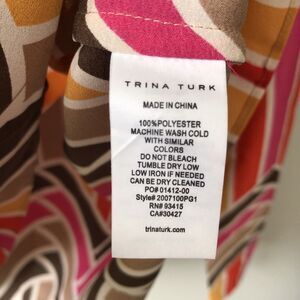 TRINA TURK
MADE IN CHINA
100%POLYESTER
MACHINE WASH COLD
WITH SIMILAR
COLORS
DO NOT BLEACH
TUMBLE DRY LOW
LOW IRON IF NEEDED
CAN BE DRY CLEANED
PO# 01412-00
Style# 2007100PG1
RN# 93415
CA#30427
trinaturk.com